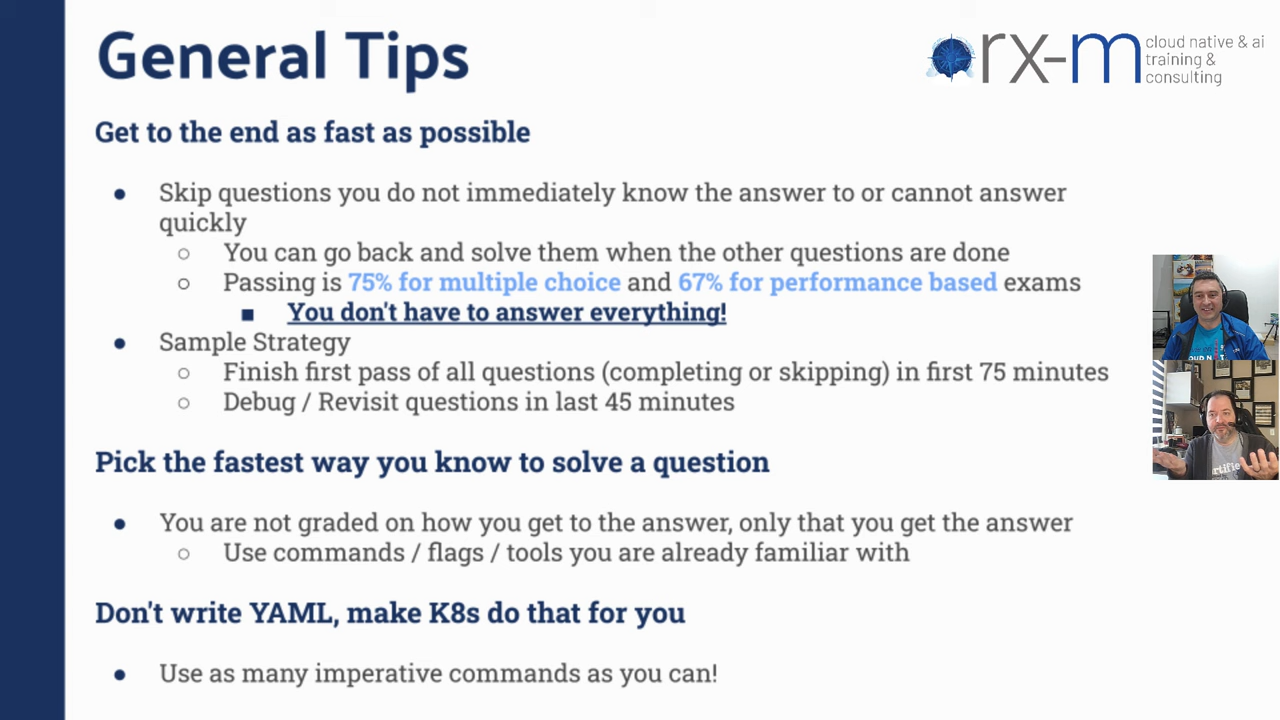 General Tips
rx-m
cloud native & ai
training &
consulting
Get to the end as fast as possible
● Skip questions you do not immediately know the answer to or cannot answer
quickly
○ You can go back and solve them when the other questions are done
○ Passing is 75% for multiple choice and 67% for performance based exams
■ You don't have to answer everything!
● Sample Strategy
○ Finish first pass of all questions (completing or skipping) in first 75 minutes
○ Debug / Revisit questions in last 45 minutes
Pick the fastest way you know to solve a question
● You are not graded on how you get to the answer, only that you get the answer
○ Use commands / flags / tools you are already familiar with
Don't write YAML, make K8s do that for you
● Use as many imperative commands as you can!